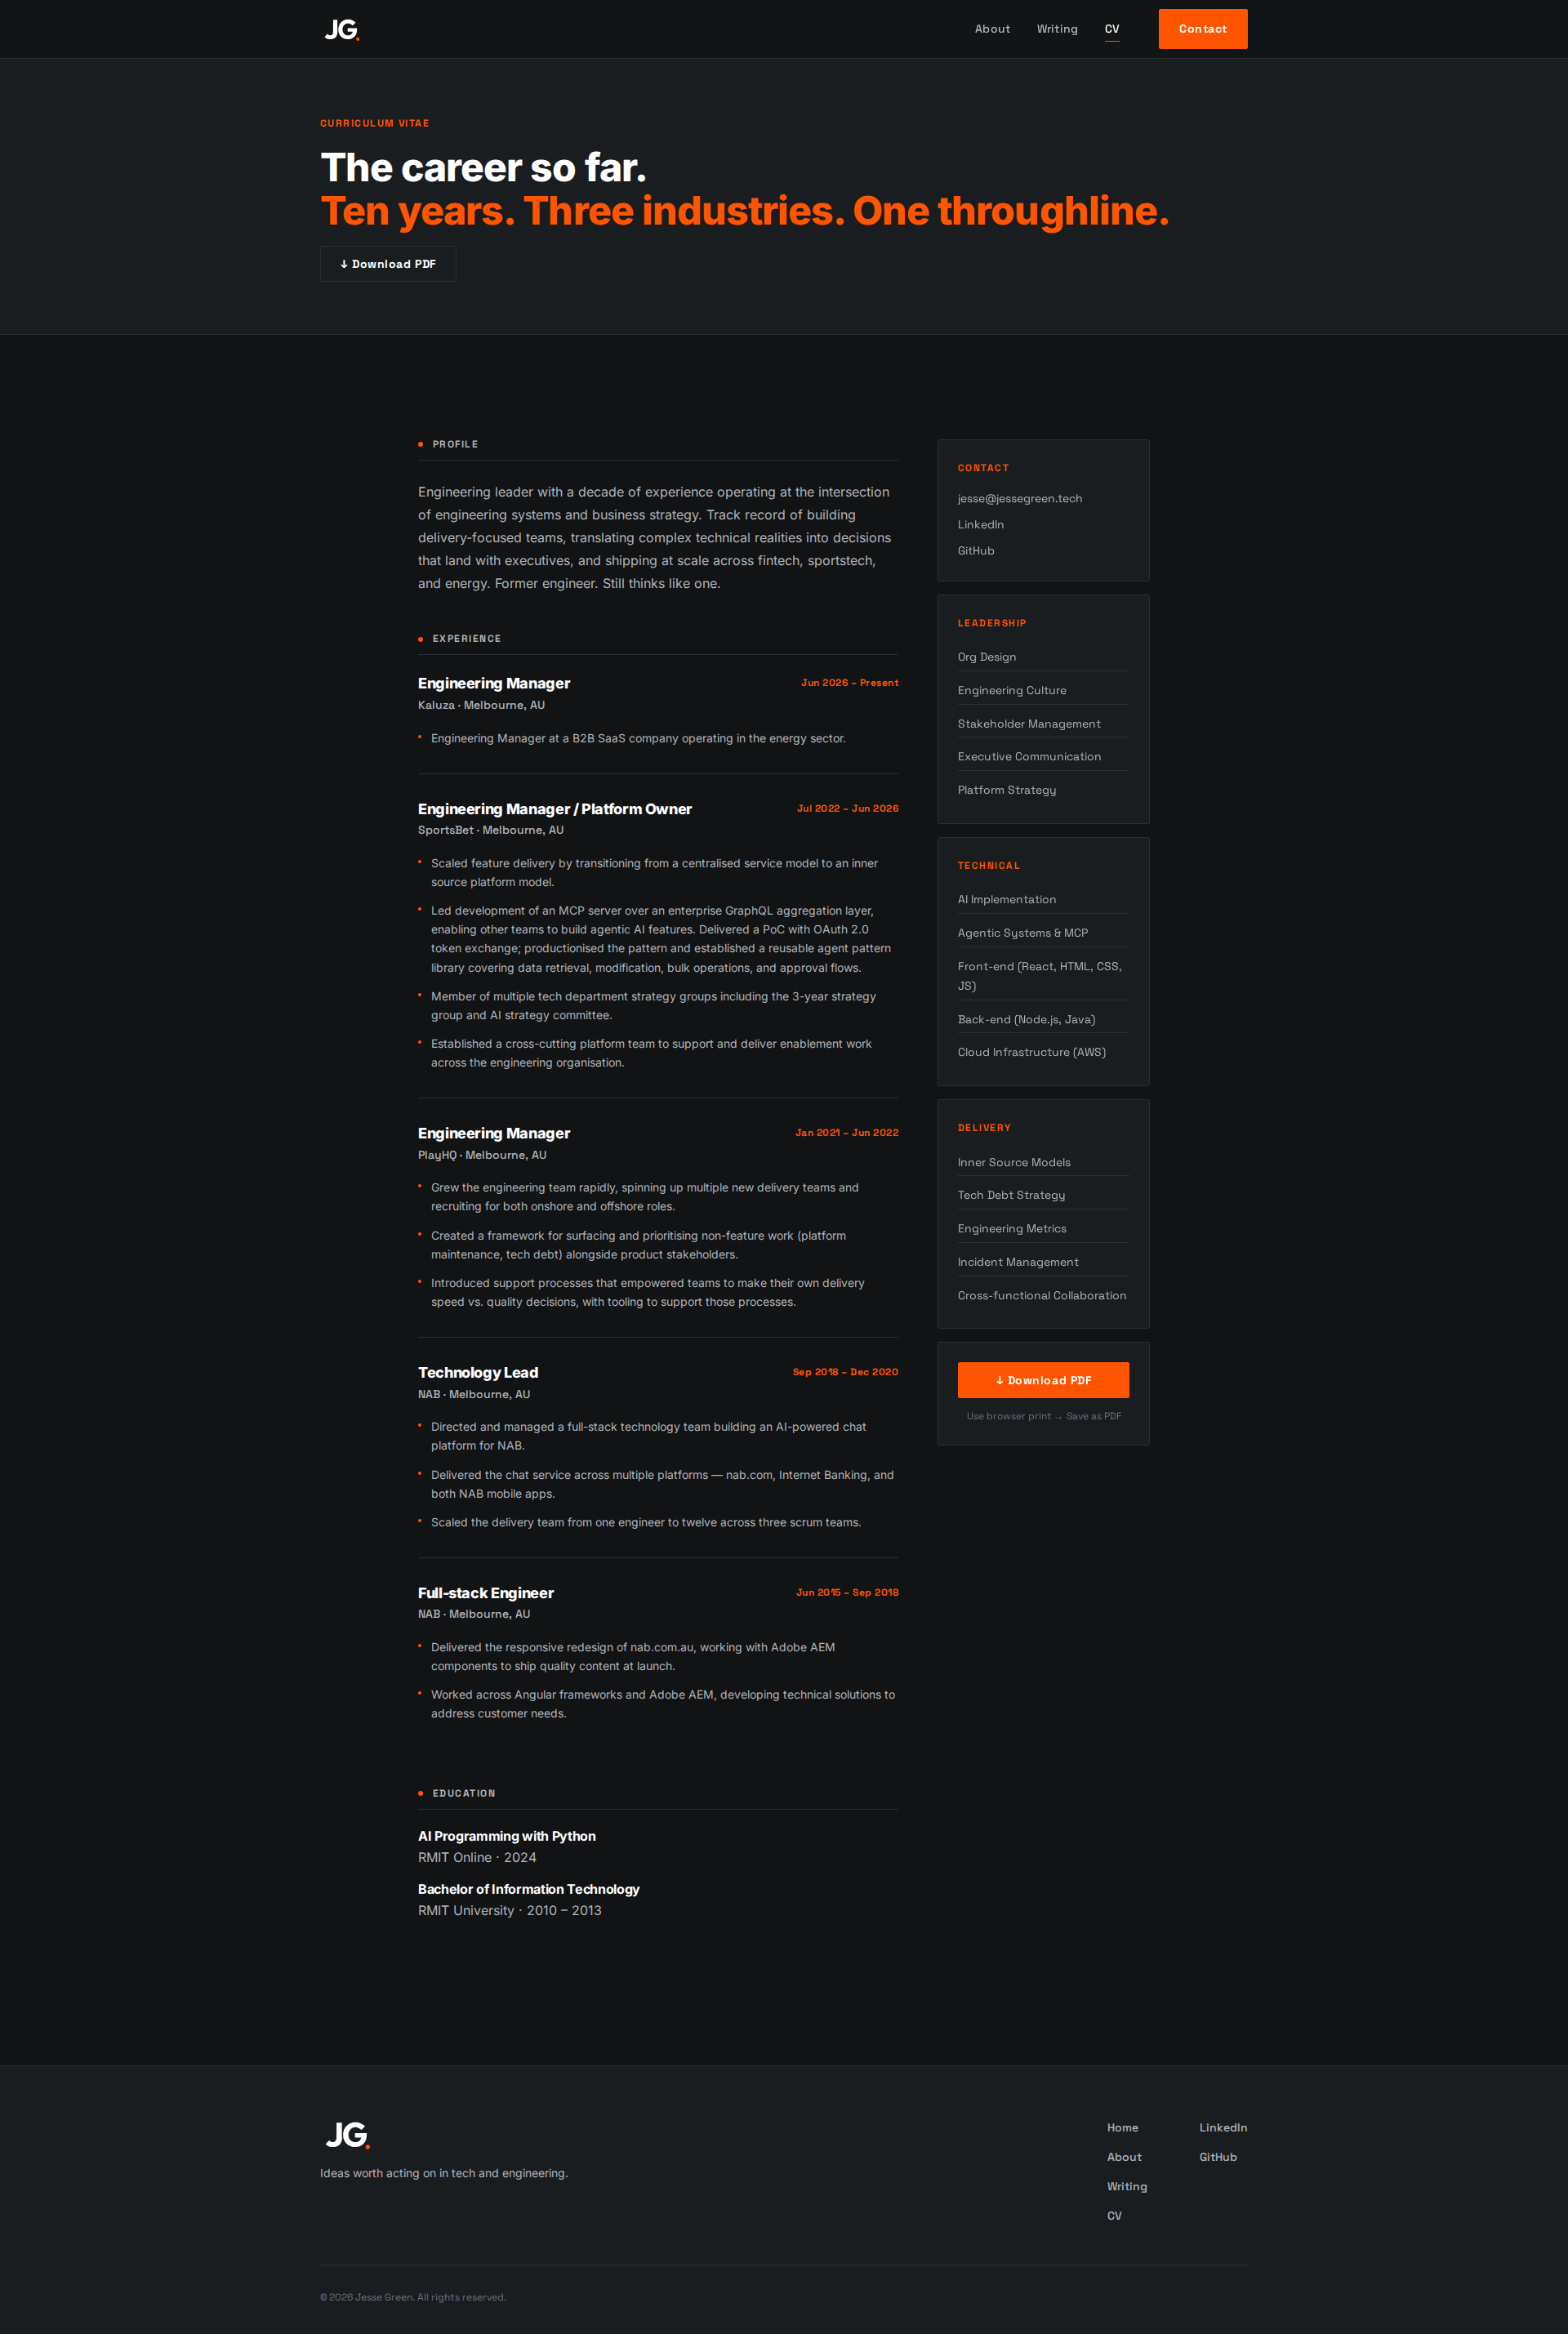 JG.
About
Writing
CV
Contact
CURRICULUM VITAE
The career so far.
Ten years. Three industries. One throughline.
↓ Download PDF
PROFILE
Engineering leader with a decade of experience operating at the intersection
of engineering systems and business strategy. Track record of building
delivery-focused teams, translating complex technical realities into decisions
that land with executives, and shipping at scale across fintech, sportstech,
and energy. Former engineer. Still thinks like one.
EXPERIENCE
Engineering Manager
Jun 2026 – Present
Kaluza · Melbourne, AU
Engineering Manager at a B2B SaaS company operating in the energy sector.
Engineering Manager / Platform Owner
Jul 2022 – Jun 2026
SportsBet · Melbourne, AU
Scaled feature delivery by transitioning from a centralised service model to an inner
source platform model.
Led development of an MCP server over an enterprise GraphQL aggregation layer,
enabling other teams to build agentic AI features. Delivered a PoC with OAuth 2.0
token exchange; productionised the pattern and established a reusable agent pattern
library covering data retrieval, modification, bulk operations, and approval flows.
Member of multiple tech department strategy groups including the 3-year strategy
group and AI strategy committee.
Established a cross-cutting platform team to support and deliver enablement work
across the engineering organisation.
Engineering Manager
Jan 2021 – Jun 2022
PlayHQ · Melbourne, AU
Grew the engineering team rapidly, spinning up multiple new delivery teams and
recruiting for both onshore and offshore roles.
Created a framework for surfacing and prioritising non-feature work (platform
maintenance, tech debt) alongside product stakeholders.
Introduced support processes that empowered teams to make their own delivery
speed vs. quality decisions, with tooling to support those processes.
Technology Lead
Sep 2018 – Dec 2020
NAB · Melbourne, AU
Directed and managed a full-stack technology team building an AI-powered chat
platform for NAB.
Delivered the chat service across multiple platforms — nab.com, Internet Banking, and
both NAB mobile apps.
Scaled the delivery team from one engineer to twelve across three scrum teams.
Full-stack Engineer
Jun 2015 – Sep 2018
NAB · Melbourne, AU
Delivered the responsive redesign of nab.com.au, working with Adobe AEM
components to ship quality content at launch.
Worked across Angular frameworks and Adobe AEM, developing technical solutions to
address customer needs.
EDUCATION
AI Programming with Python
RMIT Online · 2024
Bachelor of Information Technology
RMIT University · 2010 – 2013
CONTACT
jesse@jessegreen.tech
LinkedIn
GitHub
LEADERSHIP
Org Design
Engineering Culture
Stakeholder Management
Executive Communication
Platform Strategy
TECHNICAL
AI Implementation
Agentic Systems & MCP
Front-end (React, HTML, CSS,
JS)
Back-end (Node.js, Java)
Cloud Infrastructure (AWS)
DELIVERY
Inner Source Models
Tech Debt Strategy
Engineering Metrics
Incident Management
Cross-functional Collaboration
↓ Download PDF
Use browser print → Save as PDF
JG.
Ideas worth acting on in tech and engineering.
Home
About
Writing
CV
LinkedIn
GitHub
© 2026 Jesse Green. All rights reserved.